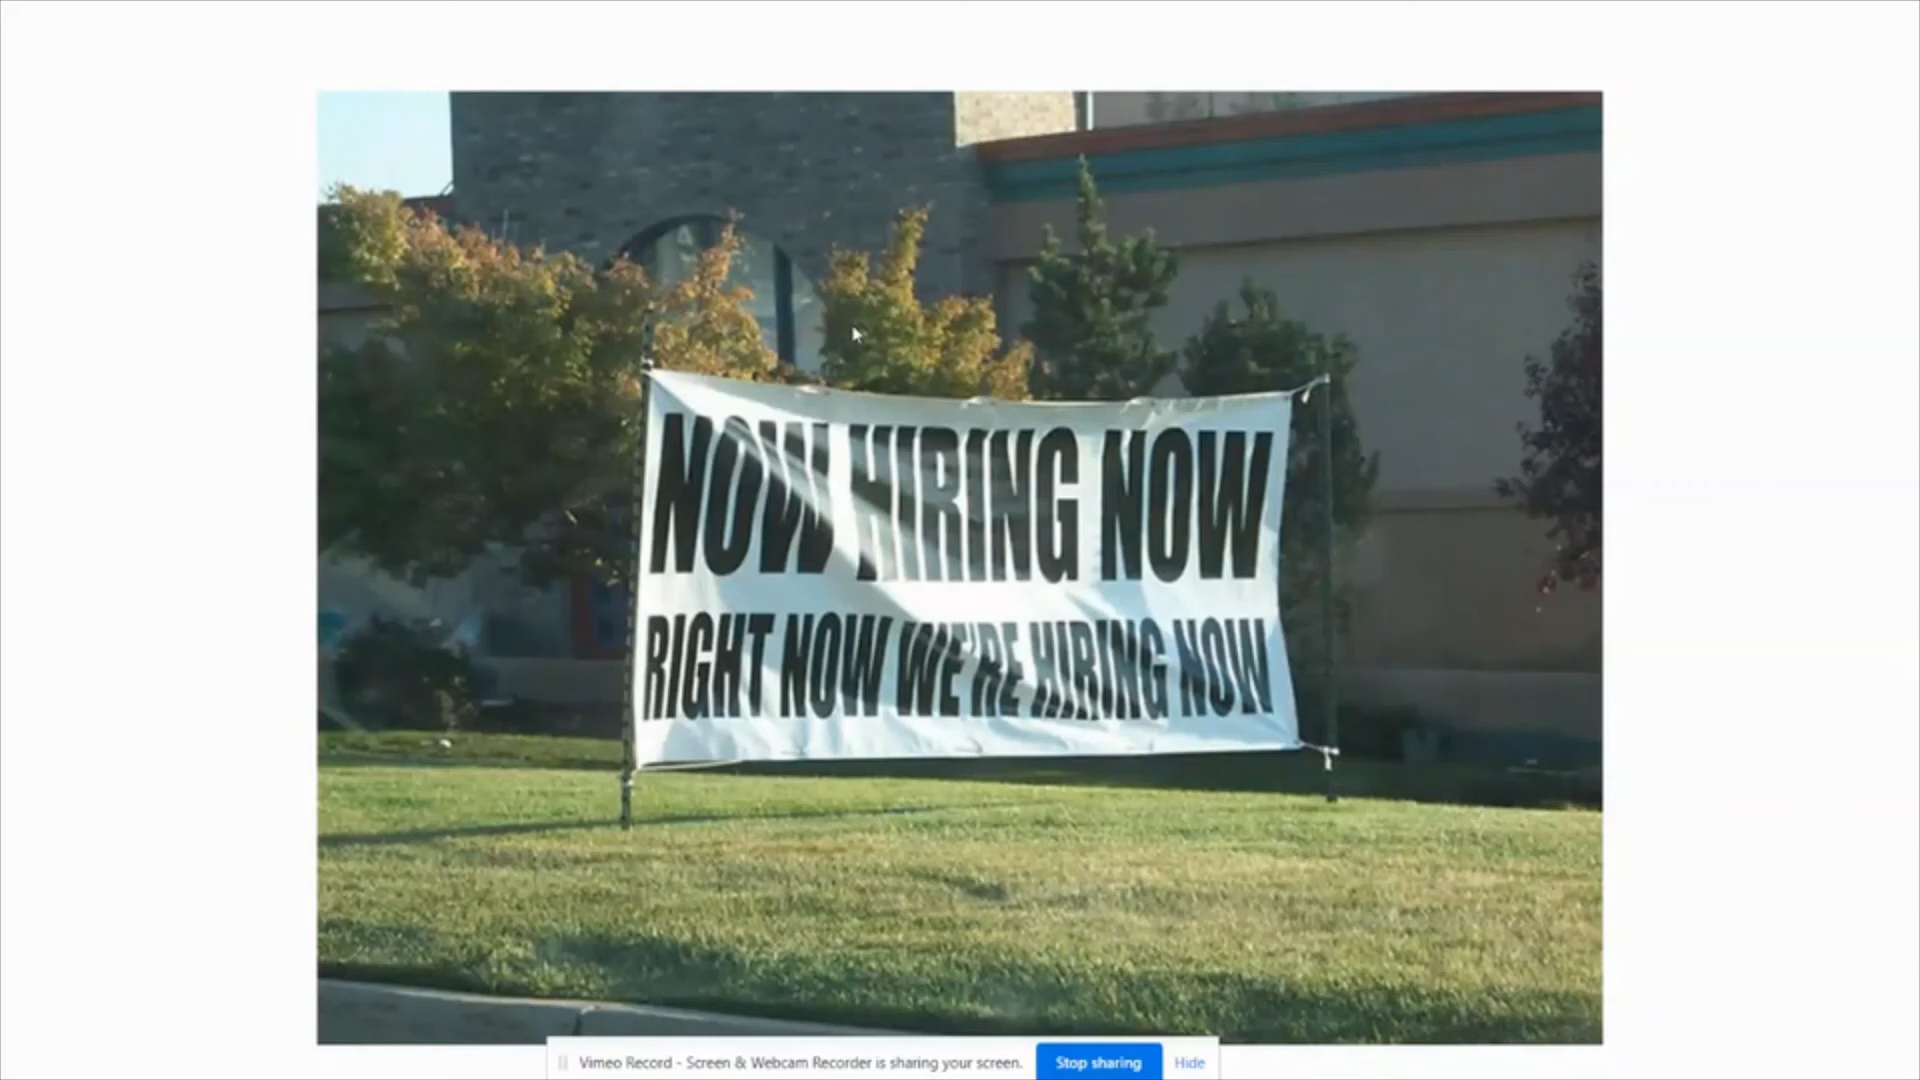 NOW HIRING NOW
RIGHT NOW WE'RE HIRING NOW
Vimeo Record - Screen & Webcam Recorder is sharing your screen. Stop sharing Hide